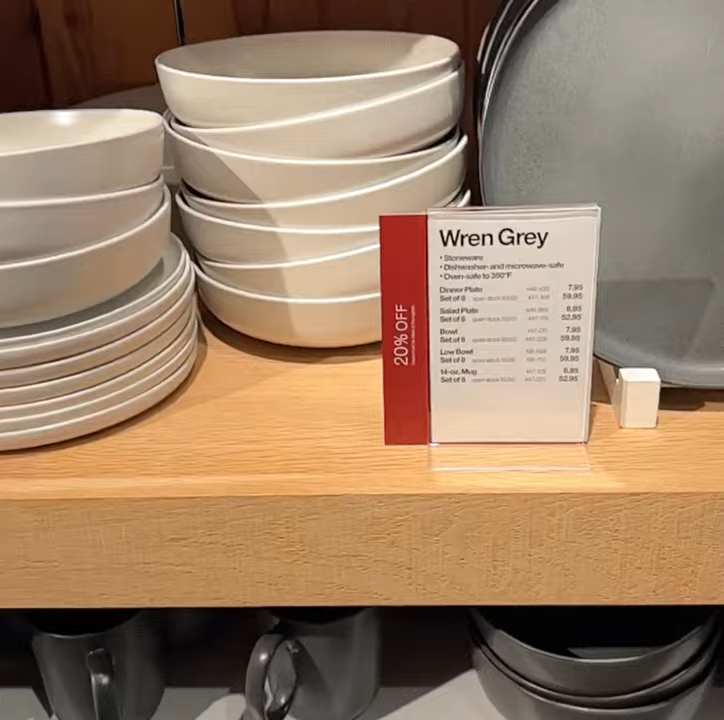 Wren Grey
• Stoneware
• Dishwasher- and microwave-safe
• Oven-safe to 350°F
Dinner Plate 7.95
Set of 8 59.95
Salad Plate 6.95
Set of 8 52.95
Bowl 7.95
Set of 8 59.95
Low Bowl 7.95
Set of 8 59.95
14-oz. Mug 6.95
Set of 8 52.95
20% OFF